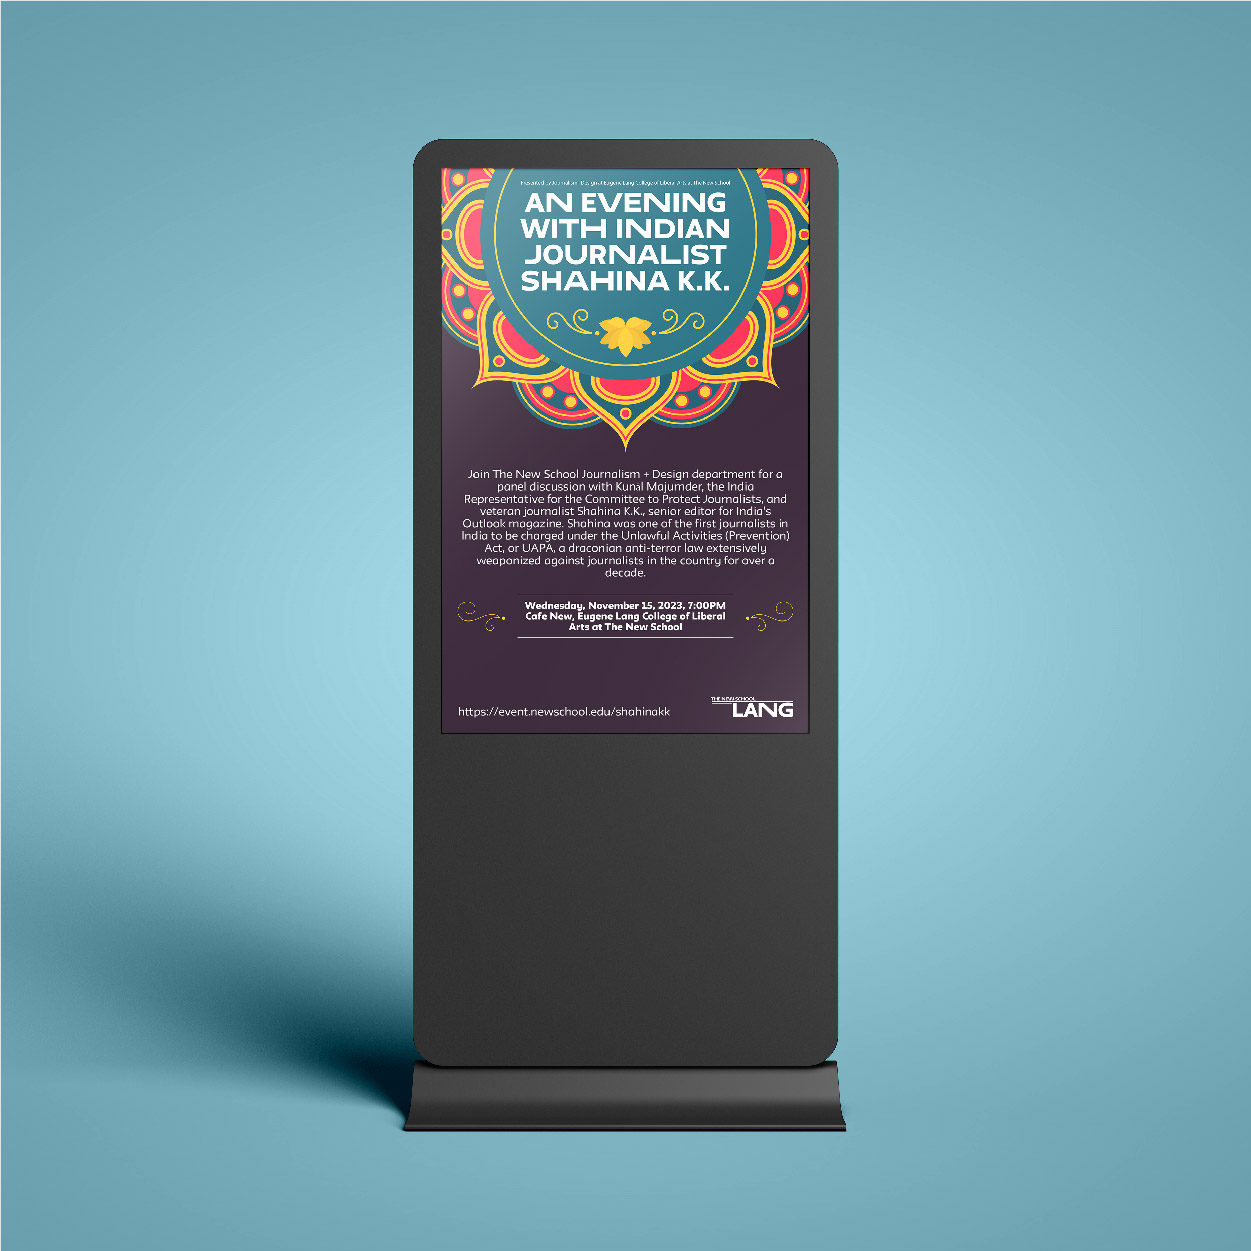 Presented by Journalism + Design at Eugene Lang College of Liberal Arts at The New School
AN EVENING
WITH INDIAN
JOURNALIST
SHAHINA K.K.
Join The New School Journalism + Design department for a
panel discussion with Kunal Majumder, the India
Representative for the Committee to Protect Journalists, and
veteran journalist Shahina K.K., senior editor for India's
Outlook magazine. Shahina was one of the first journalists in
India to be charged under the Unlawful Activities (Prevention)
Act, or UAPA, a draconian anti-terror law extensively
weaponized against journalists in the country for over a
decade.
Wednesday, November 15, 2023, 7:00PM
Cafe New, Eugene Lang College of Liberal
Arts at The New School
https://event.newschool.edu/shahinakk
THE NEW SCHOOL
LANG